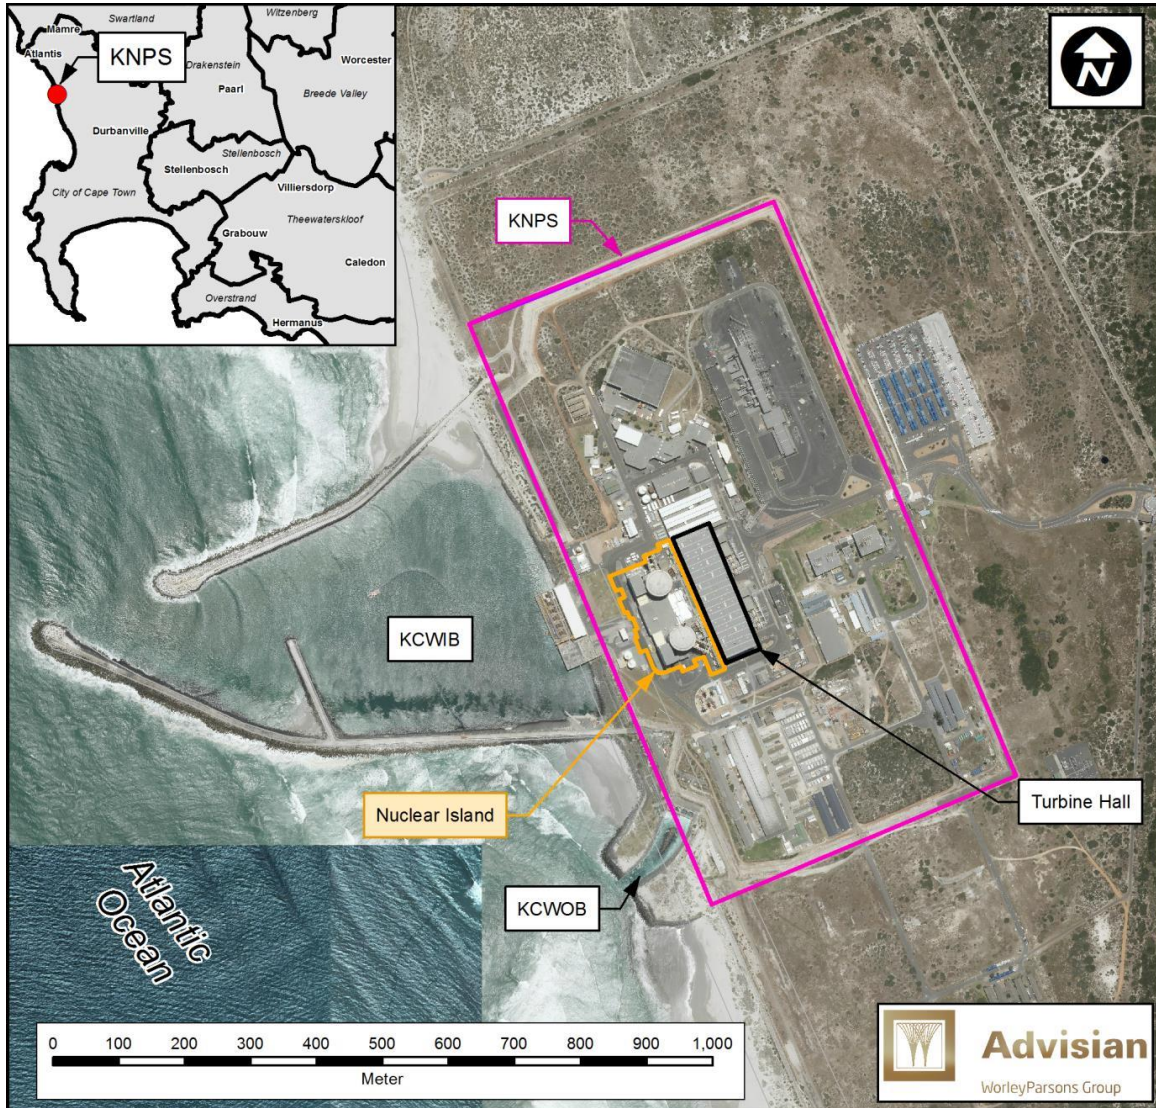 Mamre
Swartland
Witzenberg
Atlantis
KNPS
Drakenstein
Worcester
Paarl
Breede Valley
Durbanville
Stellenbosch
Stellenbosch
City of Cape Town
Villiersdorp
Theewaterskloof
Grabouw
Caledon
Overstrand
Hermanus
N
KNPS
KCWIB
Nuclear Island
Turbine Hall
KCWOB
Atlantic
Ocean
0 100 200 300 400 500 600 700 800 900 1,000
Meter
Advisian
WorleyParsons Group